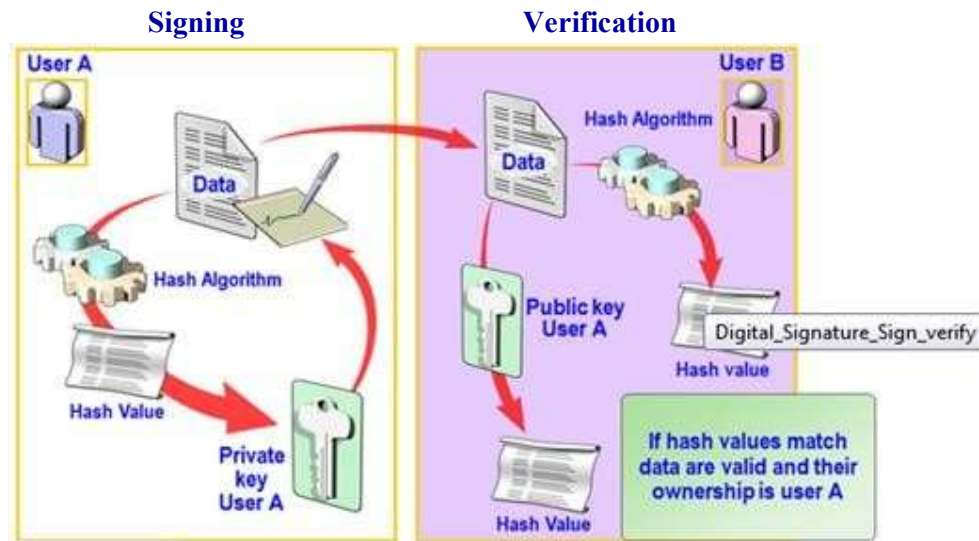 Signing
Verification
User A
User B
Hash Algorithm
Data
Data
Hash Algorithm
Public key
User A
Digital_Signature_Sign_verify
Hash value
Hash Value
Private
key
User A
If hash values match
data are valid and their
ownership is user A
Hash Value